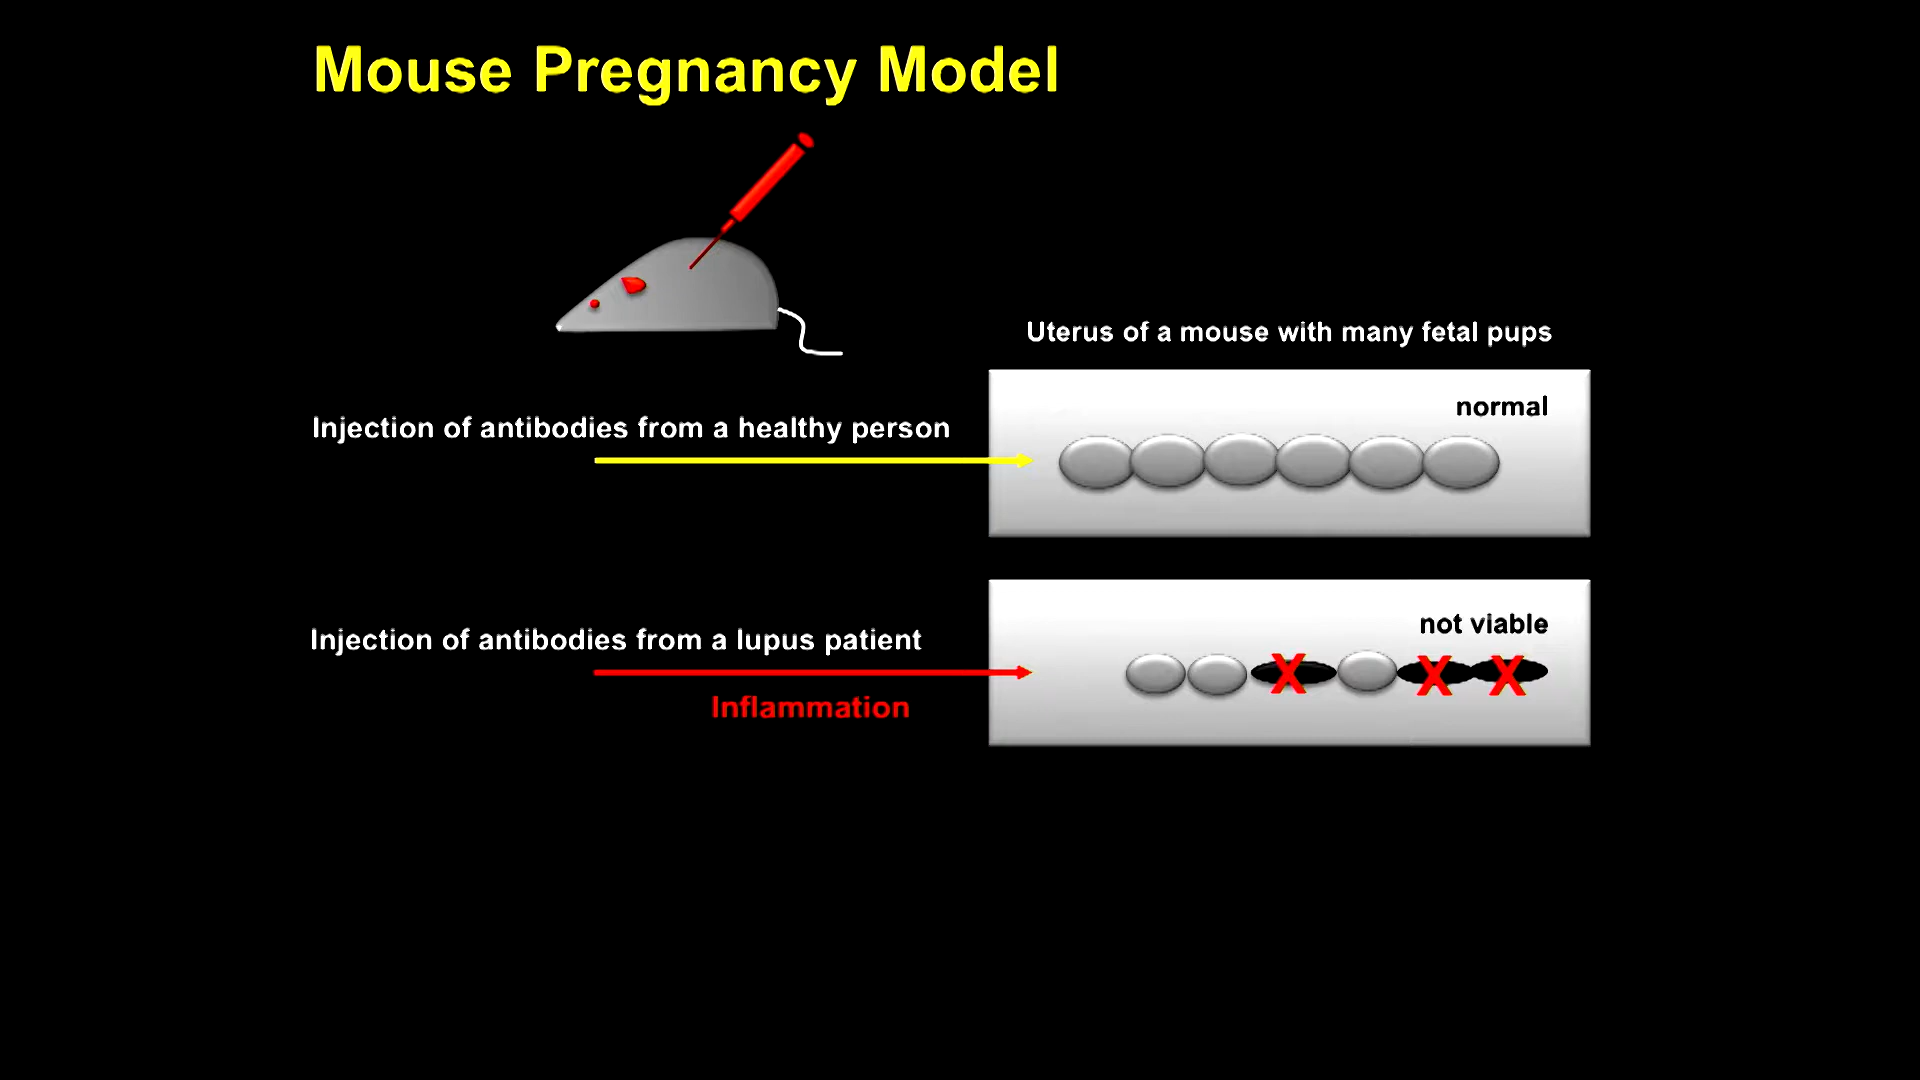 Mouse Pregnancy Model
Uterus of a mouse with many fetal pups
normal
Injection of antibodies from a healthy person
not viable
Injection of antibodies from a lupus patient
X X X
Inflammation